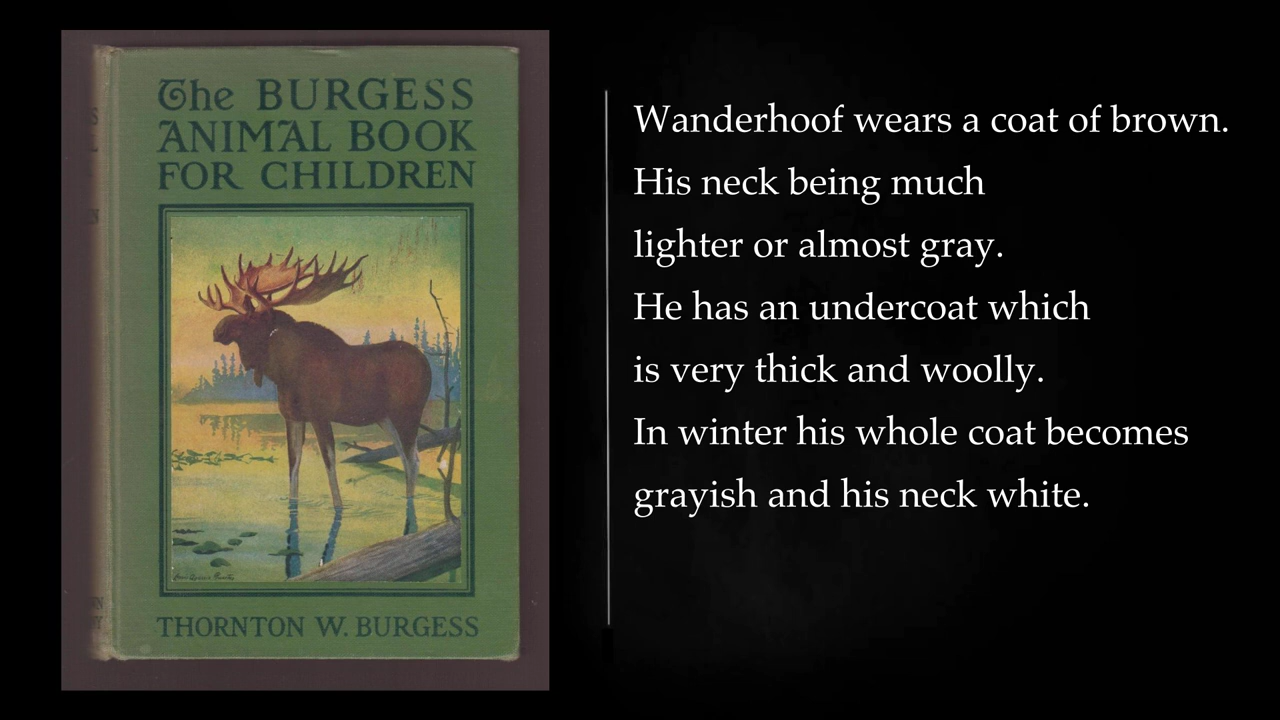 The BURGESS
ANIMAL BOOK
FOR CHILDREN
THORNTON W. BURGESS
Wanderhoof wears a coat of brown.
His neck being much
lighter or almost gray.
He has an undercoat which
is very thick and woolly.
In winter his whole coat becomes
grayish and his neck white.